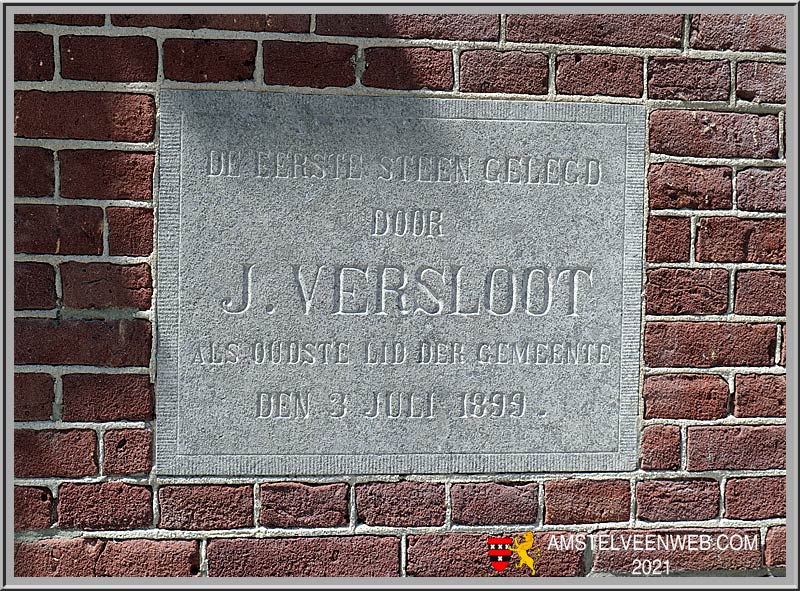 DE EERSTE STEEN GELEGD
DOOR
J. VERSLOOT
ALS OUDSTE LID DER GEMEENTE
DEN 3 JULI 1899.
AMSTELVEENWEB.COM
2021